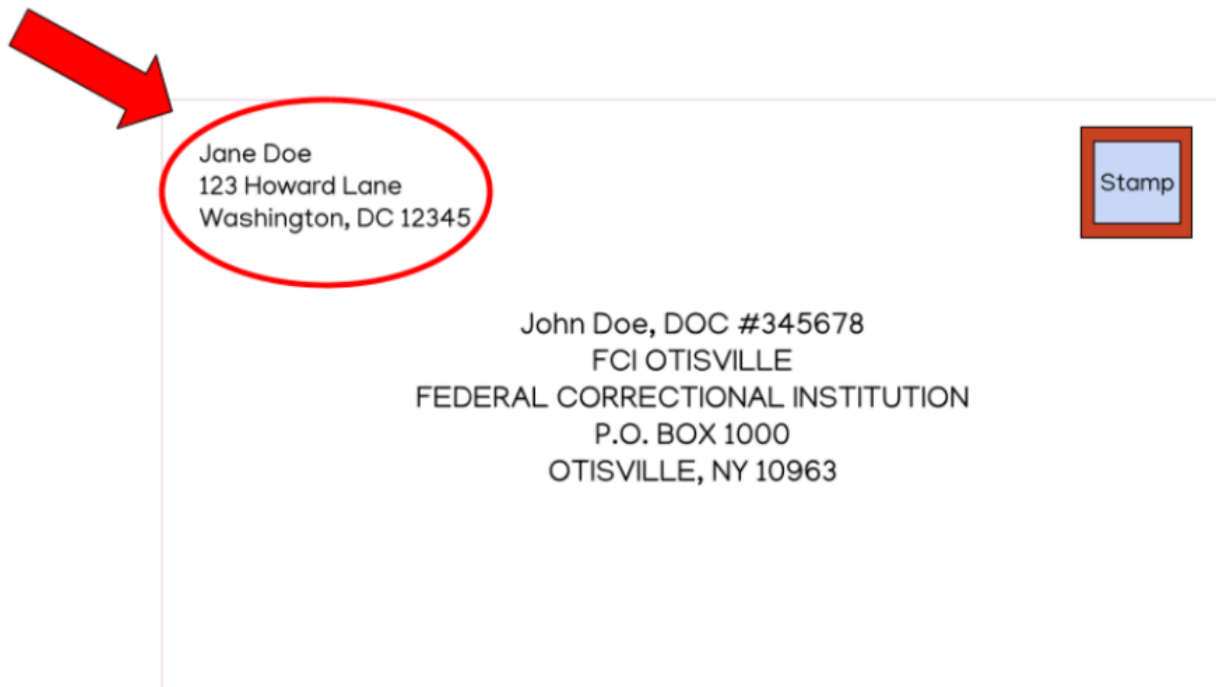 Jane Doe
123 Howard Lane
Washington, DC 12345
Stamp
John Doe, DOC #345678
FCI OTISVILLE
FEDERAL CORRECTIONAL INSTITUTION
P.O. BOX 1000
OTISVILLE, NY 10963